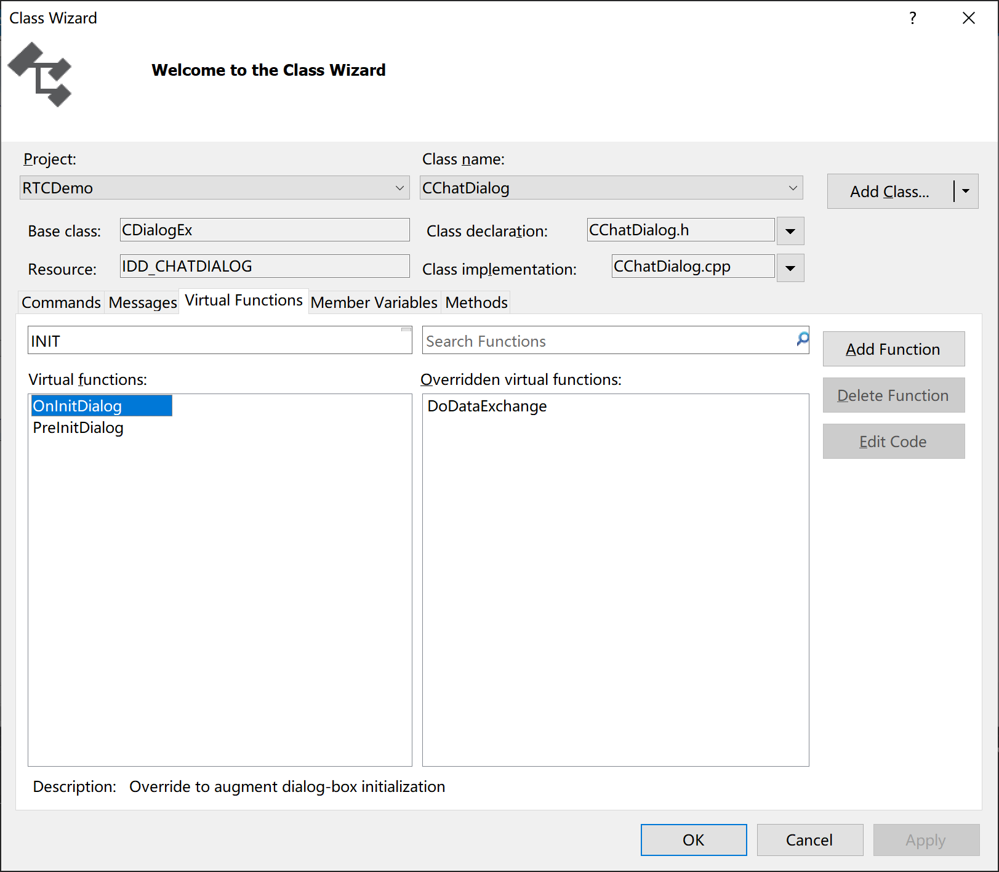 Class Wizard ?
Welcome to the Class Wizard
Project: Class name:
RTCDemo CChatDialog Add Class...
Base class: CDialogEx Class declaration: CChatDialog.h
Resource: IDD_CHATDIALOG Class implementation: CChatDialog.cpp
Commands Messages Virtual Functions Member Variables Methods
INIT Search Functions Add Function
Virtual functions: Overridden virtual functions:
OnInitDialog DoDataExchange Delete Function
PreInitDialog
Edit Code
Description: Override to augment dialog-box initialization
OK Cancel Apply